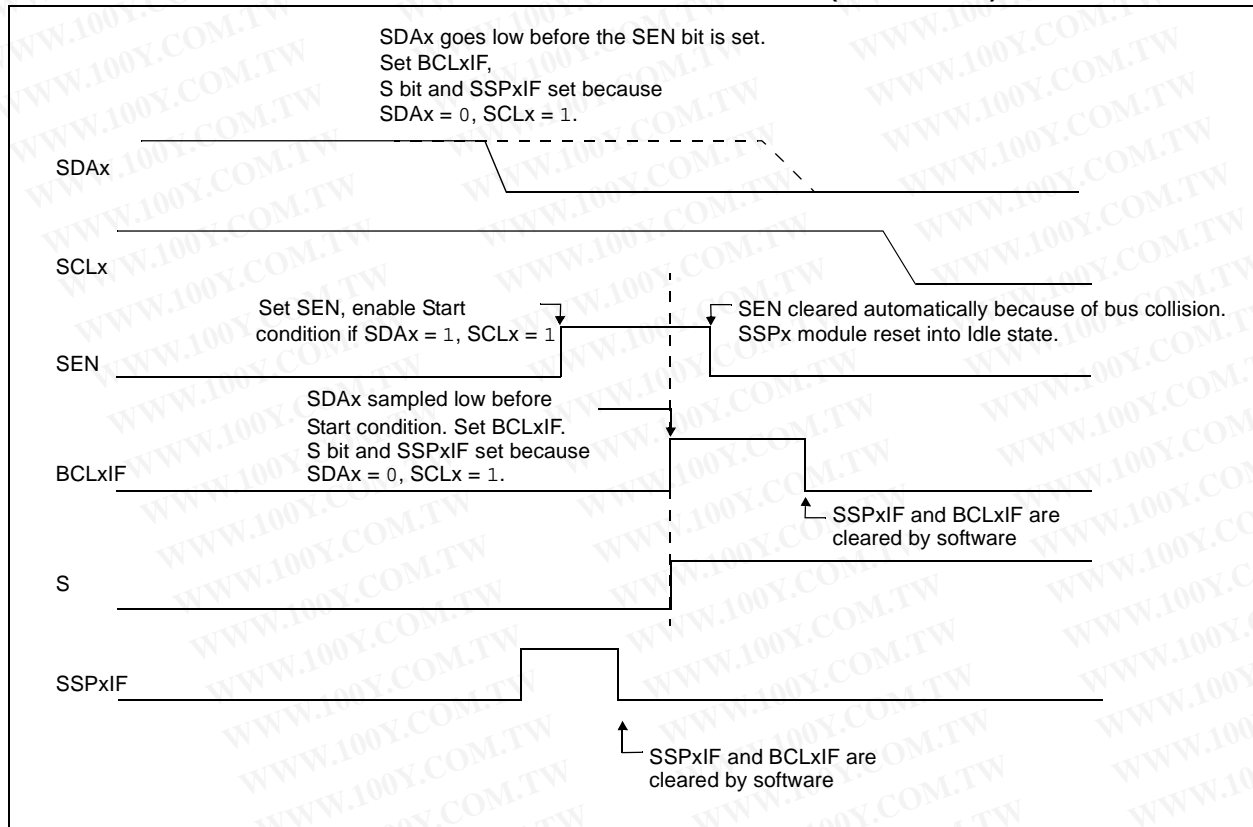 SDAx goes low before the SEN bit is set.
Set BCLxIF,
S bit and SSPxIF set because
SDAx = 0, SCLx = 1.
SDAx
SCLx
Set SEN, enable Start
condition if SDAx = 1, SCLx = 1
SEN cleared automatically because of bus collision.
SSPx module reset into Idle state.
SEN
SDAx sampled low before
Start condition. Set BCLxIF.
S bit and SSPxIF set because
SDAx = 0, SCLx = 1.
BCLxIF
SSPxIF and BCLxIF are
cleared by software
S
SSPxIF
SSPxIF and BCLxIF are
cleared by software
WWW.100Y.COM.TW